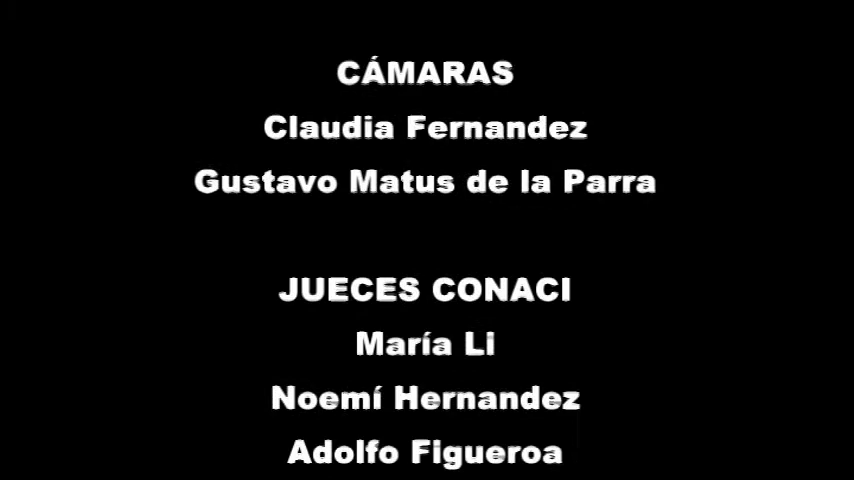 CÁMARAS
Claudia Fernandez
Gustavo Matus de la Parra
JUECES CONACI
María Li
Noemí Hernandez
Adolfo Figueroa